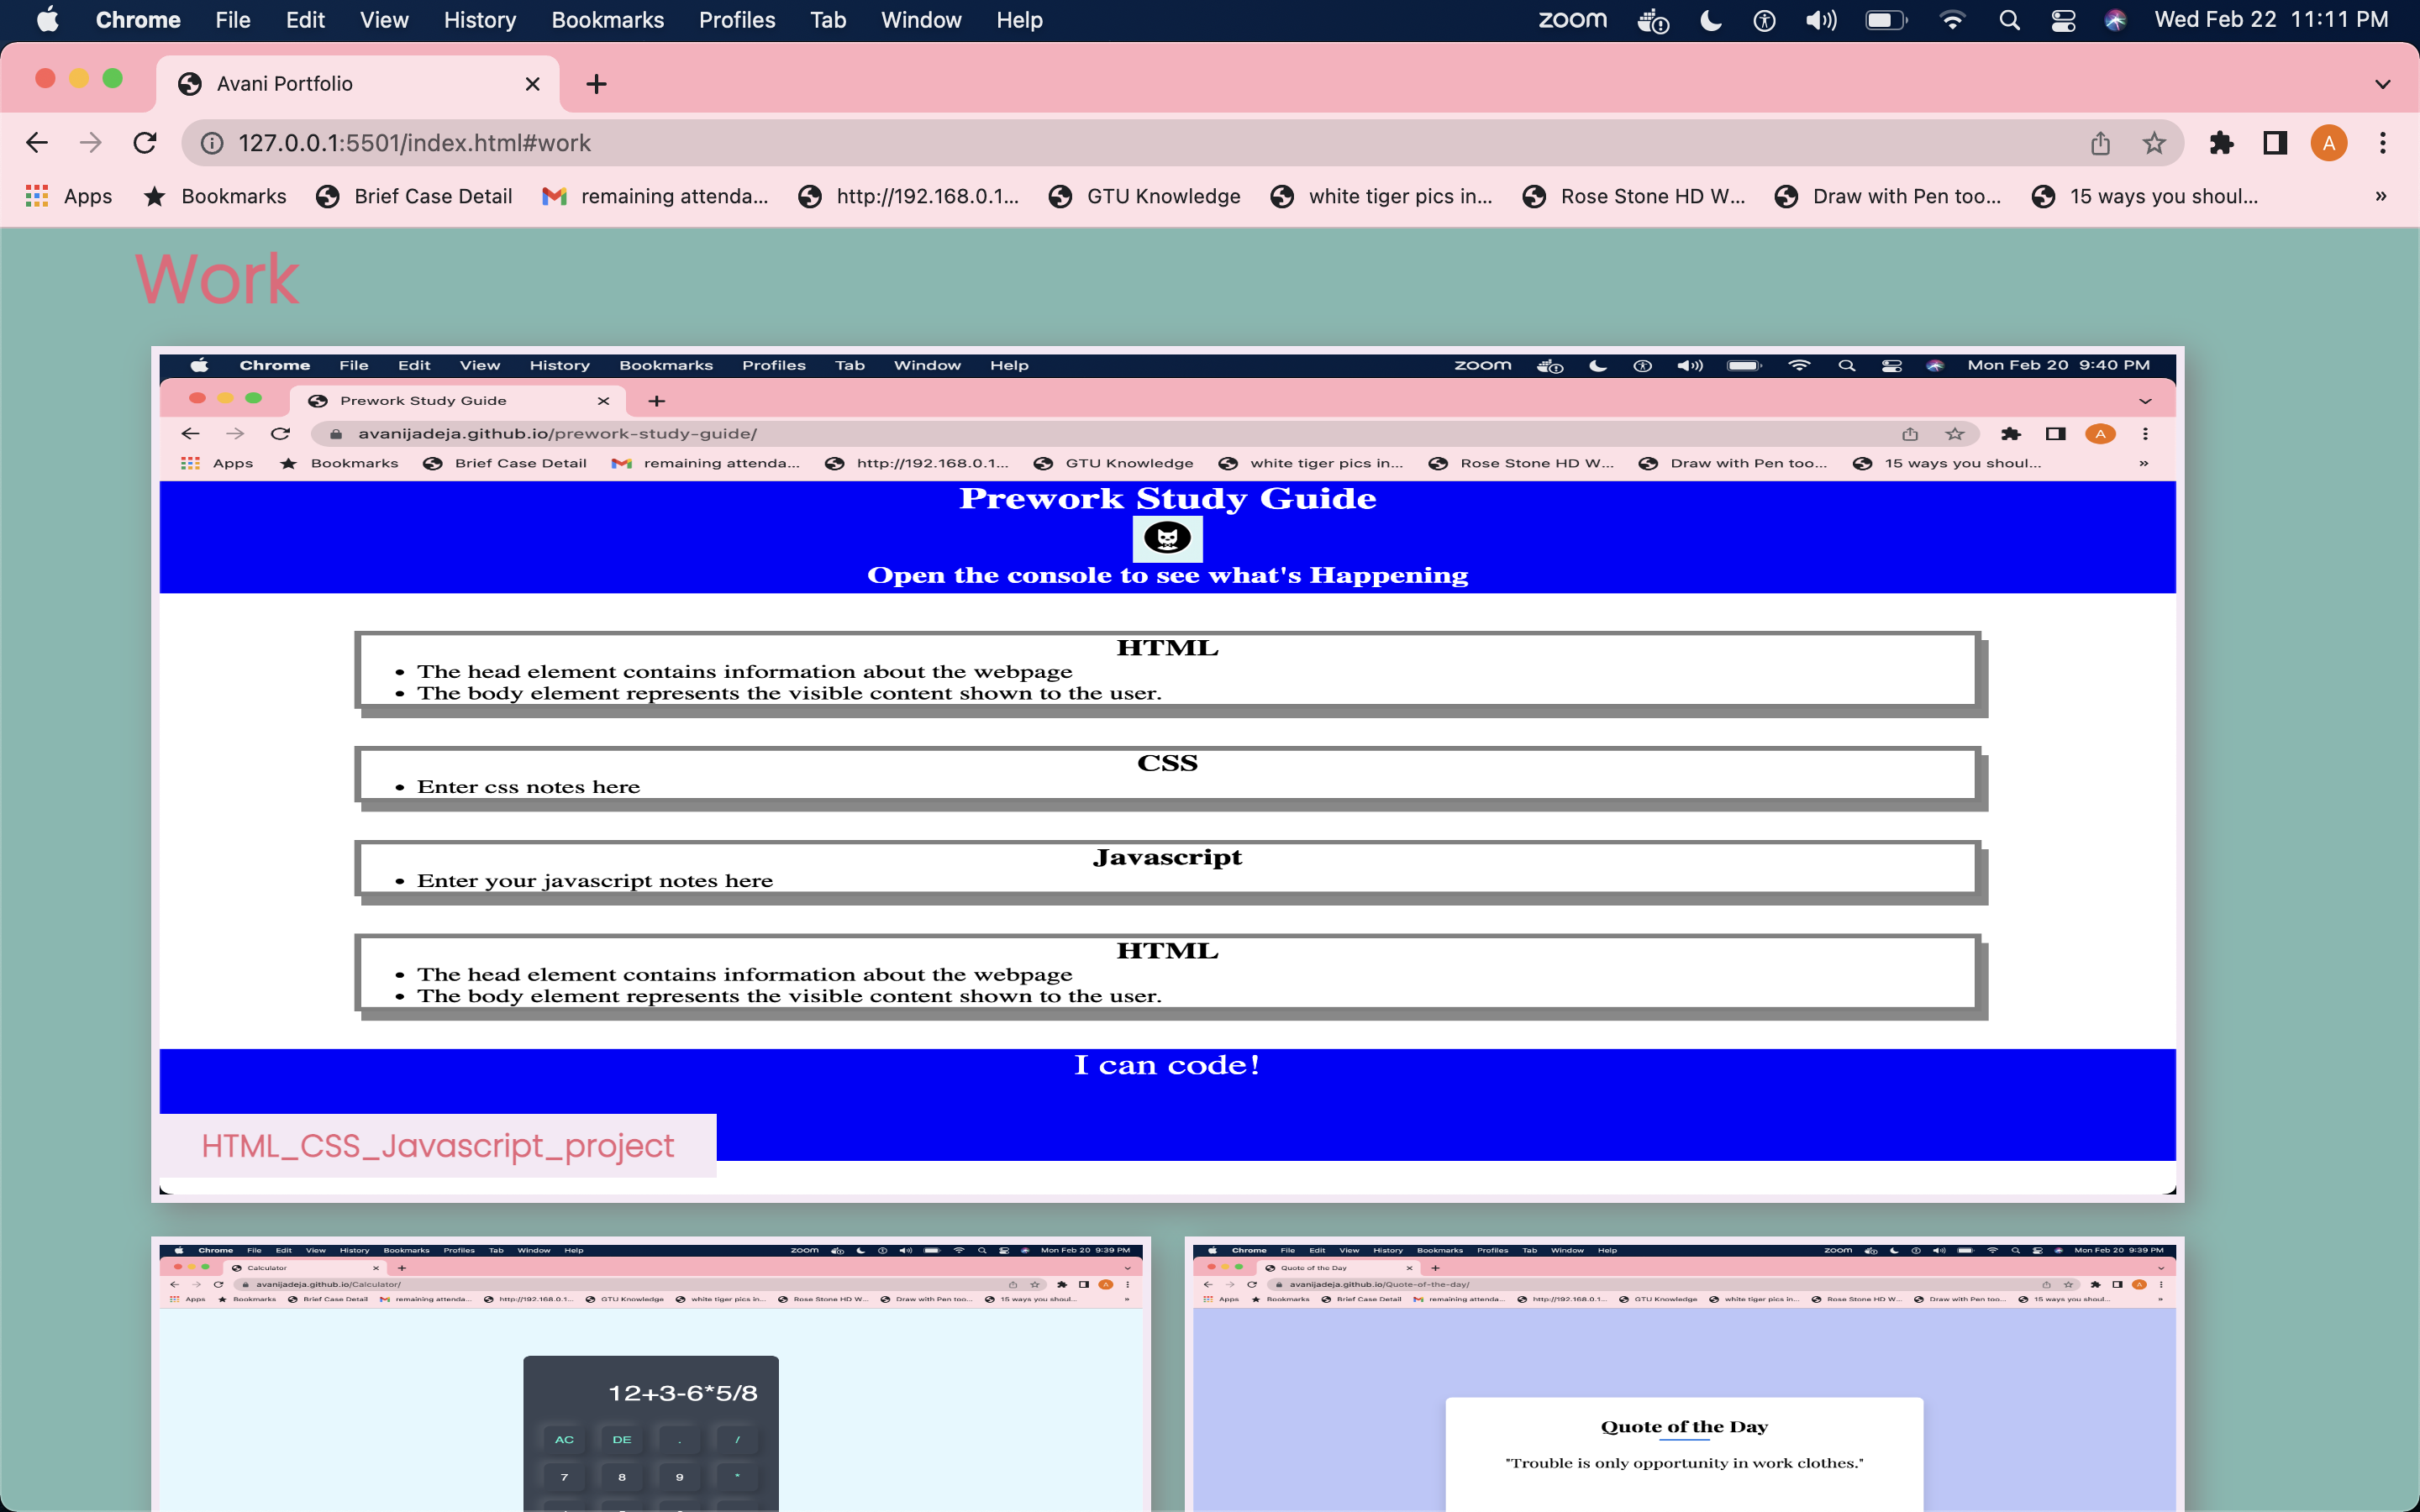 Chrome File Edit View History Bookmarks Profiles Tab Window Help zoom Wed Feb 22 11:11 PM
Avani Portfolio
127.0.0.1:5501/index.html#work A
Apps Bookmarks Brief Case Detail remaining attenda... http://192.168.0.1... GTU Knowledge white tiger pics in... Rose Stone HD W... Draw with Pen too... 15 ways you shoul... »
Work
Chrome File Edit View History Bookmarks Profiles Tab Window Help zoom Mon Feb 20 9:40 PM
Prework Study Guide
avanijadeja.github.io/prework-study-guide/ A
Apps Bookmarks Brief Case Detail remaining attenda... http://192.168.0.1... GTU Knowledge white tiger pics in... Rose Stone HD W... Draw with Pen too... 15 ways you shoul... »
Prework Study Guide
Open the console to see what's Happening
HTML
• The head element contains information about the webpage
• The body element represents the visible content shown to the user.
CSS
• Enter css notes here
Javascript
• Enter your javascript notes here
HTML
• The head element contains information about the webpage
• The body element represents the visible content shown to the user.
I can code!
HTML_CSS_Javascript_project
Chrome File Edit View History Bookmarks Profiles Tab Window Help zoom Mon Feb 20 9:39 PM
Calculator
avanijadeja.github.io/Calculator/ A
Apps Bookmarks Brief Case Detail remaining attenda... http://192.168.0.1... GTU Knowledge white tiger pics in... Rose Stone HD W... Draw with Pen too... 15 ways you shoul... »
12+3-6*5/8
AC DE . /
7 8 9 *
Chrome File Edit View History Bookmarks Profiles Tab Window Help zoom Mon Feb 20 9:39 PM
Quote of the Day
avanijadeja.github.io/Quote-of-the-day/ A
Apps Bookmarks Brief Case Detail remaining attenda... http://192.168.0.1... GTU Knowledge white tiger pics in... Rose Stone HD W... Draw with Pen too... 15 ways you shoul... »
Quote of the Day
"Trouble is only opportunity in work clothes."